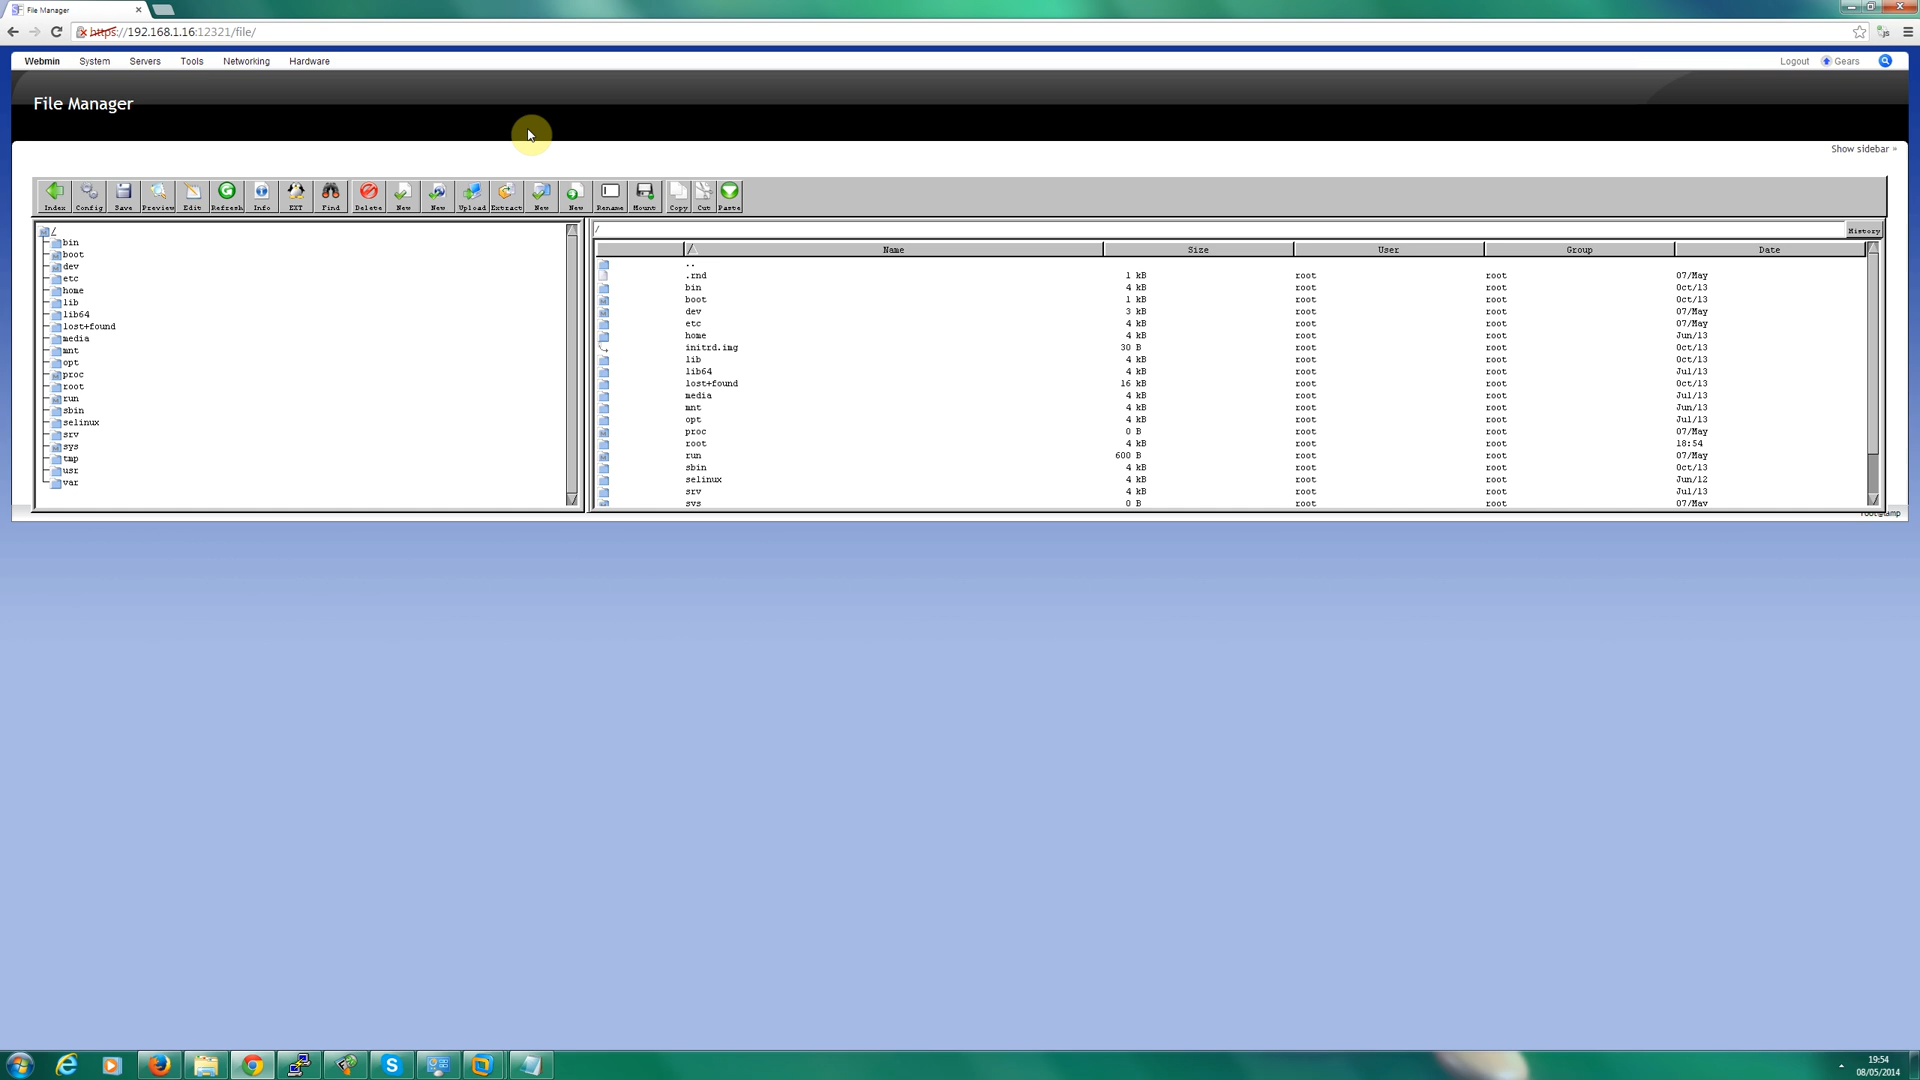 File Manager
https://192.168.1.16:12321/file/
Webmin System Servers Tools Networking Hardware Logout Gears
File Manager
Show sidebar »
Index Config Save Preview Edit Refresh Info EXT Find Delete New New Upload Extract New New Rename Mount Copy Cut Paste
/
bin
boot
dev
etc
home
lib
lib64
lost+found
media
mnt
opt
proc
root
run
sbin
selinux
srv
sys
tmp
usr
var
/ History
Name Size User Group Date
..
.rnd 1 kB root root 07/May
bin 4 kB root root Oct/13
boot 1 kB root root Oct/13
dev 3 kB root root 07/May
etc 4 kB root root 07/May
home 4 kB root root Jun/13
initrd.img 30 B root root Oct/13
lib 4 kB root root Oct/13
lib64 4 kB root root Jul/13
lost+found 16 kB root root Oct/13
media 4 kB root root Jul/13
mnt 4 kB root root Jun/13
opt 4 kB root root Jul/13
proc 0 B root root 07/May
root 4 kB root root 18:54
run 600 B root root 07/May
sbin 4 kB root root Oct/13
selinux 4 kB root root Jun/12
srv 4 kB root root Jul/13
sys 0 B root root 07/May
19:54
08/05/2014